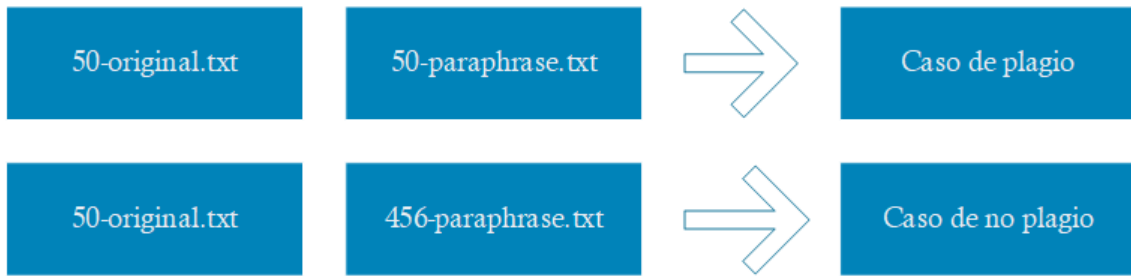 50-original.txt
50-paraphrase.txt
Caso de plagio
50-original.txt
456-paraphrase.txt
Caso de no plagio